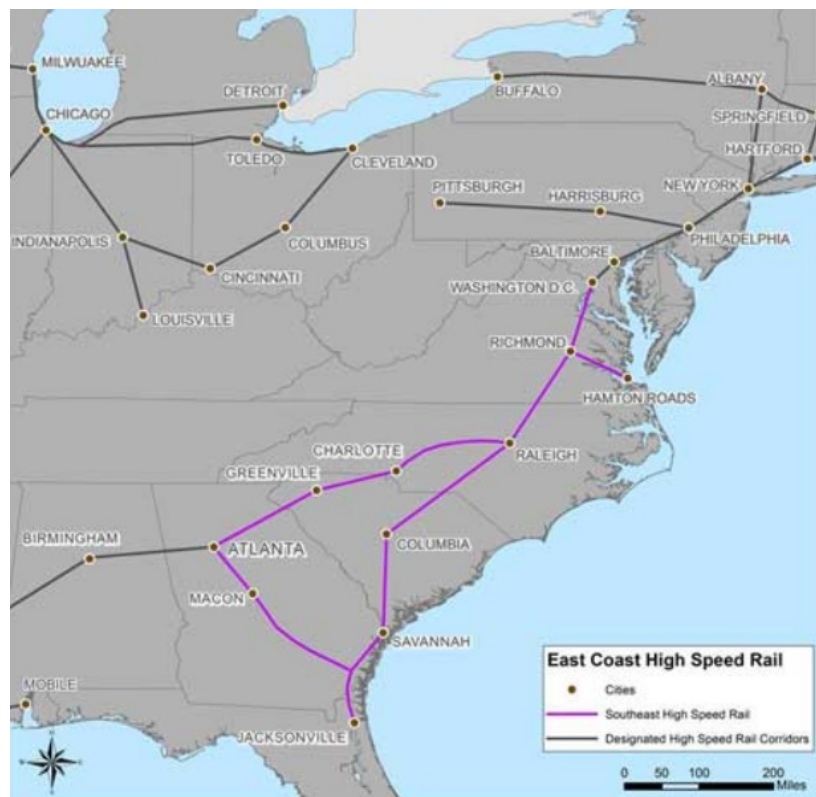 MILWUAKEE
CHICAGO
DETROIT
TOLEDO
CLEVELAND
BUFFALO
ALBANY
SPRINGFIELD
HARTFORD
NEW YORK
PITTSBURGH
HARRISBURG
PHILADELPHIA
INDIANAPOLIS
COLUMBUS
BALTIMORE
CINCINNATI
WASHINGTON D.C.
LOUISVILLE
RICHMOND
HAMTON ROADS
CHARLOTTE
RALEIGH
GREENVILLE
BIRMINGHAM
ATLANTA
COLUMBIA
MACON
SAVANNAH
MOBILE
JACKSONVILLE
East Coast High Speed Rail
Cities
Southeast High Speed Rail
Designated High Speed Rail Corridors
0 50 100 200
Miles